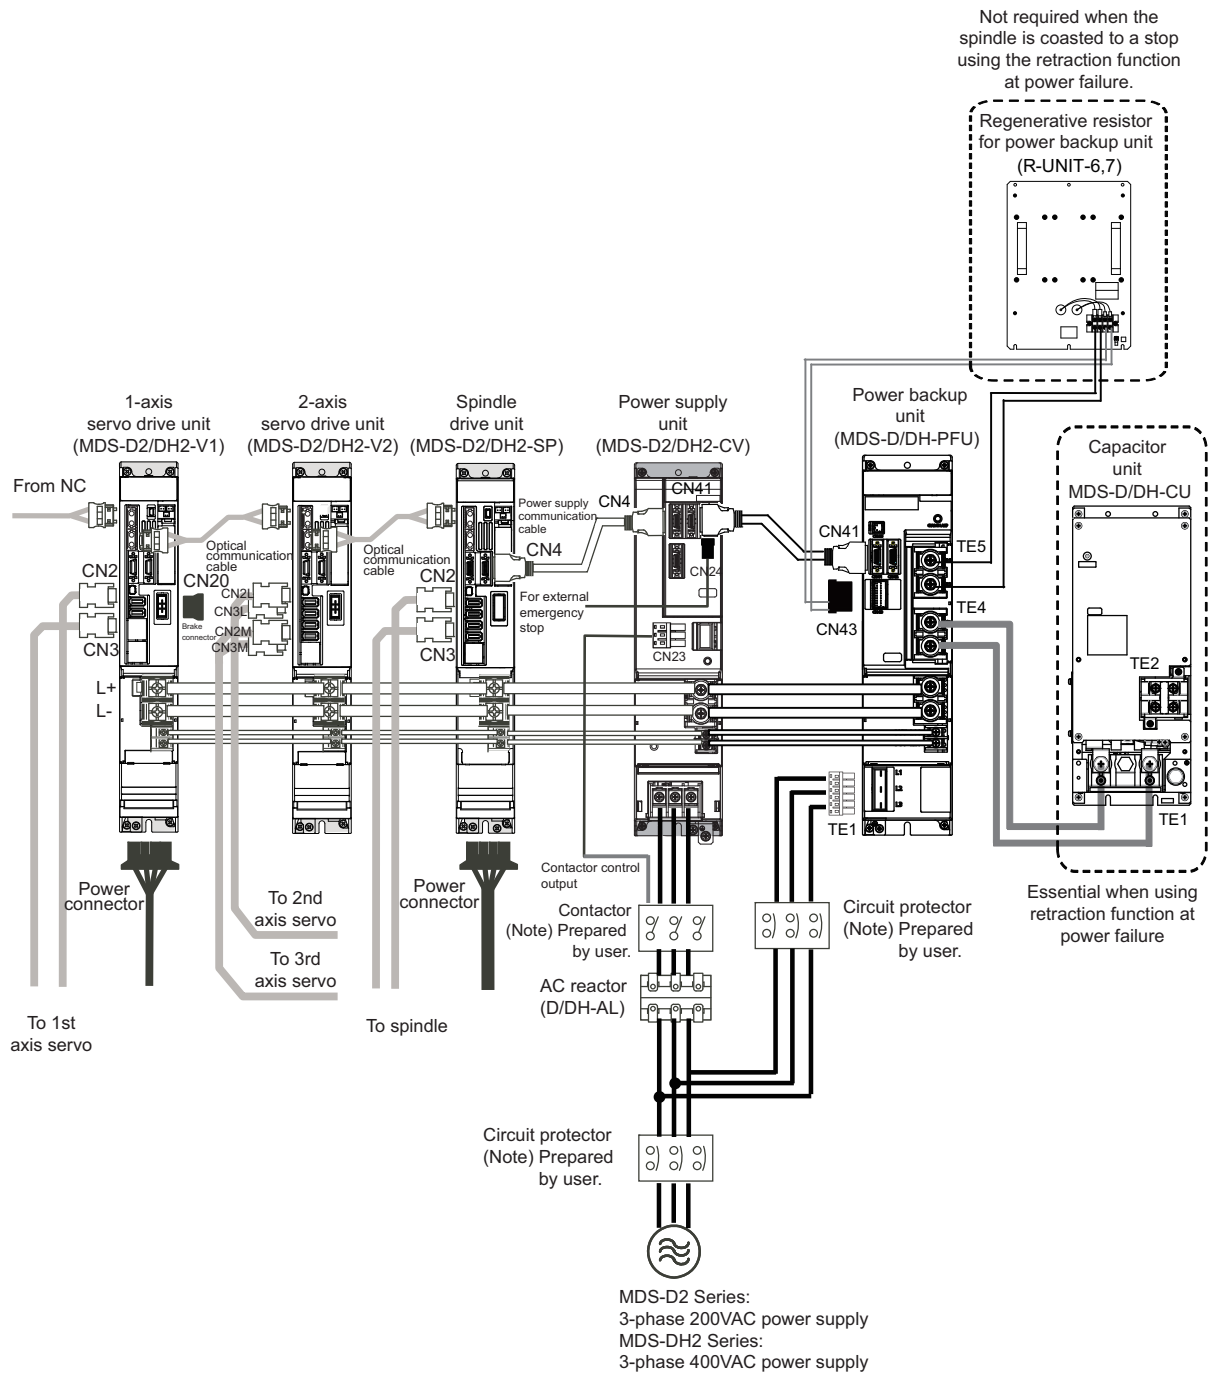 Not required when the
spindle is coasted to a stop
using the retraction function
at power failure.
Regenerative resistor
for power backup unit
(R-UNIT-6,7)
1-axis
servo drive unit
(MDS-D2/DH2-V1)
2-axis
servo drive unit
(MDS-D2/DH2-V2)
Spindle
drive unit
(MDS-D2/DH2-SP)
Power supply
unit
(MDS-D2/DH2-CV)
Power backup
unit
(MDS-D/DH-PFU)
Capacitor
unit
MDS-D/DH-CU
From NC
Optical
communication
cable
Optical
communication
cable
Power supply
communication
cable
CN4
CN4
CN41
CN41
CN24
For external
emergency
stop
CN23
CN43
TE5
TE4
TE2
TE1
TE1
L1
L2
L3
CN2
CN3
CN20
Brake
connector
CN2L
CN3L
CN2M
CN3M
CN2
CN3
L+
L-
Power
connector
Power
connector
To 2nd
axis servo
To 3rd
axis servo
To 1st
axis servo
To spindle
Contactor control
output
Contactor
(Note) Prepared
by user.
AC reactor
(D/DH-AL)
Circuit protector
(Note) Prepared
by user.
Essential when using
retraction function at
power failure
Circuit protector
(Note) Prepared
by user.
MDS-D2 Series:
3-phase 200VAC power supply
MDS-DH2 Series:
3-phase 400VAC power supply